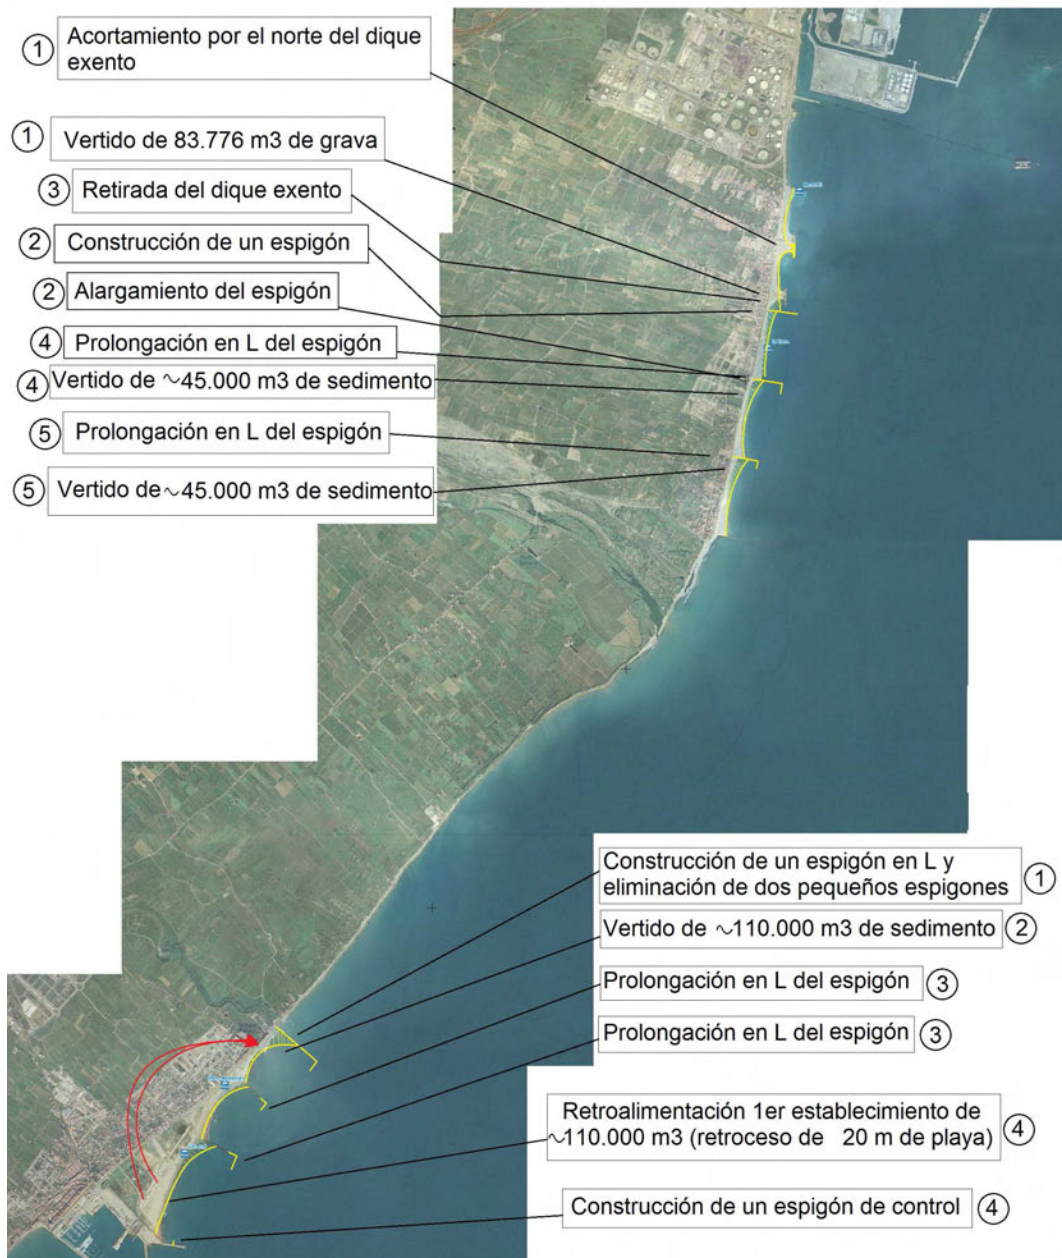 ① Acortamiento por el norte del dique
exento
① Vertido de 83.776 m3 de grava
③ Retirada del dique exento
② Construcción de un espigón
② Alargamiento del espigón
④ Prolongación en L del espigón
④ Vertido de ~45.000 m3 de sedimento
⑤ Prolongación en L del espigón
⑤ Vertido de ~45.000 m3 de sedimento
Construcción de un espigón en L y
eliminación de dos pequeños espigones ①
Vertido de ~110.000 m3 de sedimento ②
Prolongación en L del espigón ③
Prolongación en L del espigón ③
Retroalimentación 1er establecimiento de
~110.000 m3 (retroceso de 20 m de playa) ④
Construcción de un espigón de control ④